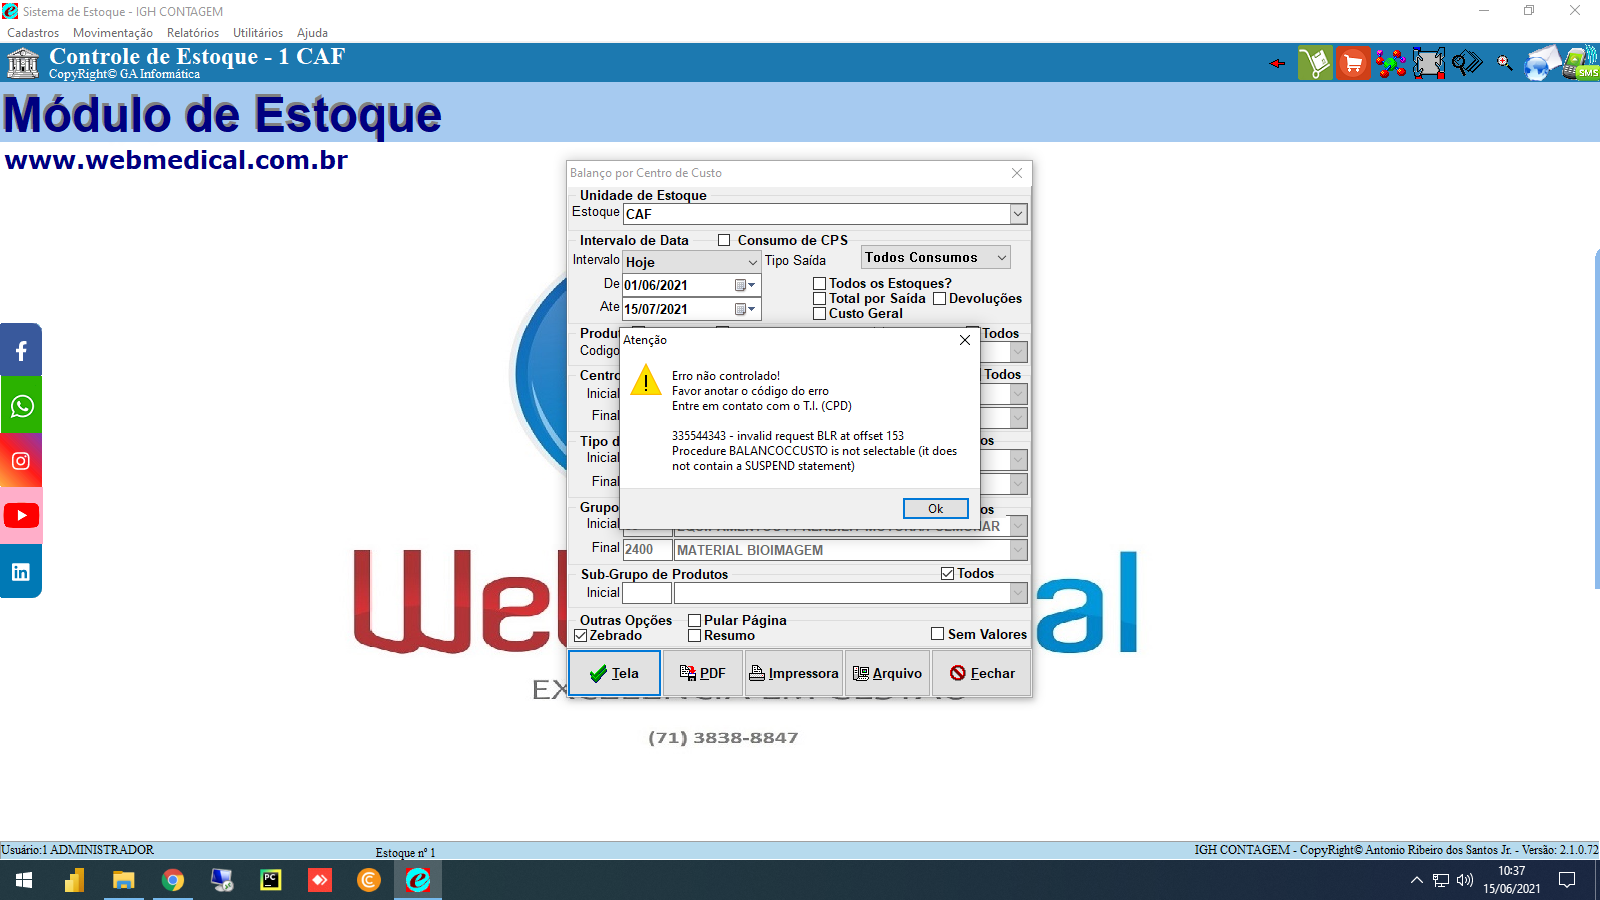 Sistema de Estoque - IGH CONTAGEM
Cadastros Movimentação Relatórios Utilitários Ajuda
Controle de Estoque - 1 CAF
CopyRight© GA Informática
SMS
Módulo de Estoque
www.webmedical.com.br
Balanço por Centro de Custo
Unidade de Estoque
Estoque CAF
Intervalo de Data Consumo de CPS
Intervalo Hoje Tipo Saída Todos Consumos
De 01/06/2021 Todos os Estoques?
Total por Saída Devoluções
Ate 15/07/2021 Custo Geral
Todos
Codigo
Centro Todos
Inicial
Final
Tipo d
Inicial
Final
Grupo
Inicial
Atenção
Erro não controlado!
Favor anotar o código do erro
Entre em contato com o T.I. (CPD)
335544343 - invalid request BLR at offset 153
Procedure BALANCOCCUSTO is not selectable (it does
not contain a SUSPEND statement)
Ok
Final 2400 MATERIAL BIOIMAGEM
Sub-Grupo de Produtos Todos
Inicial
Outras Opções Pular Página
Zebrado Resumo Sem Valores
Tela PDF Impressora Arquivo Fechar
(71) 3838-8847
Usuário:1 ADMINISTRADOR Estoque nº 1 IGH CONTAGEM - CopyRight© Antonio Ribeiro dos Santos Jr. - Versão: 2.1.0.72
10:37
15/06/2021